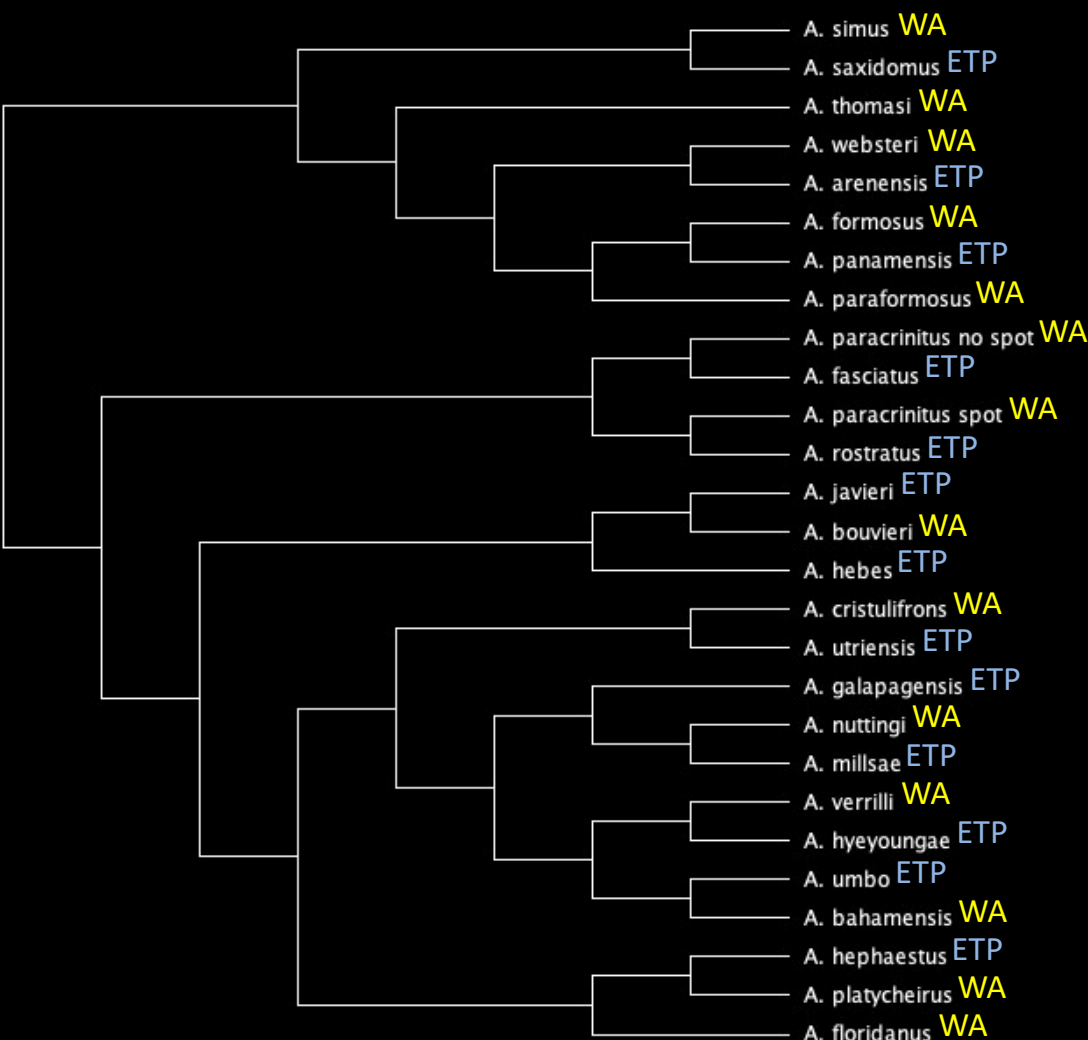 A. simus WA
A. saxidomus ETP
A. thomasi WA
A. websteri WA
A. arenensis ETP
A. formosus WA
A. panamensis ETP
A. paraformosus WA
A. paracrinitus no spot WA
A. fasciatus ETP
A. paracrinitus spot WA
A. rostratus ETP
A. javieri ETP
A. bouvieri WA
A. hebes ETP
A. cristulifrons WA
A. utriensis ETP
A. galapagensis ETP
A. nuttingi WA
A. millsae ETP
A. verrilli WA
A. hyeyoungae ETP
A. umbo ETP
A. bahamensis WA
A. hephaestus ETP
A. platycheirus WA
A. floridanus WA